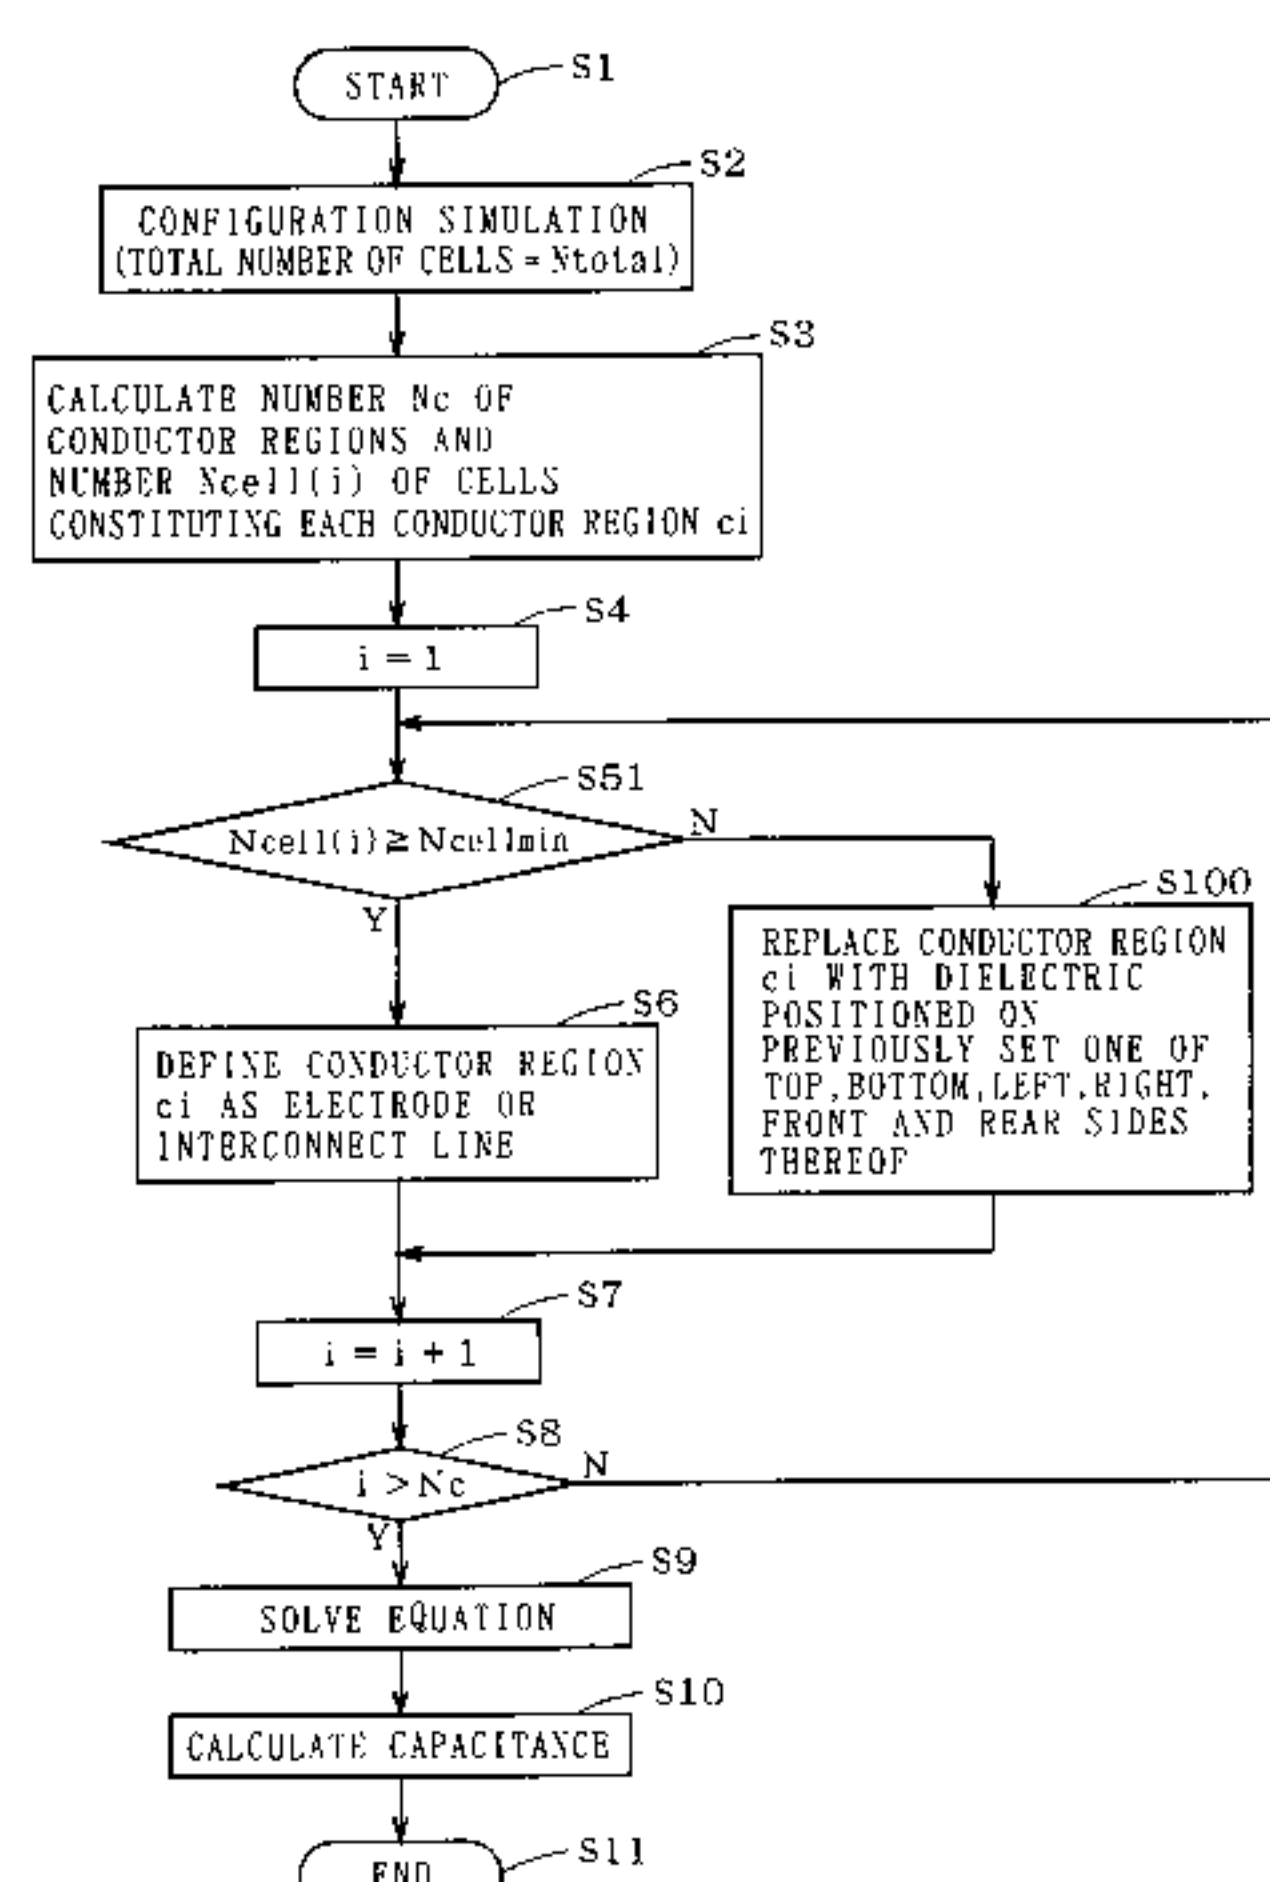 START
S1
S2
CONFIGURATION SIMULATION
(TOTAL NUMBER OF CELLS = Ntotal)
S3
CALCULATE NUMBER Nc OF
CONDUCTOR REGIONS AND
NUMBER Ncell(i) OF CELLS
CONSTITUTING EACH CONDUCTOR REGION ci
S4
i = 1
S51
Ncell(i) ≧ Ncellmin
N
Y
S100
REPLACE CONDUCTOR REGION
ci WITH DIELECTRIC
POSITIONED ON
PREVIOUSLY SET ONE OF
TOP, BOTTOM, LEFT, RIGHT,
FRONT AND REAR SIDES
THEREOF
S6
DEFINE CONDUCTOR REGION
ci AS ELECTRODE OR
INTERCONNECT LINE
S7
i = i + 1
S8
i > Nc
N
Y
S9
SOLVE EQUATION
S10
CALCULATE CAPACITANCE
S11
END